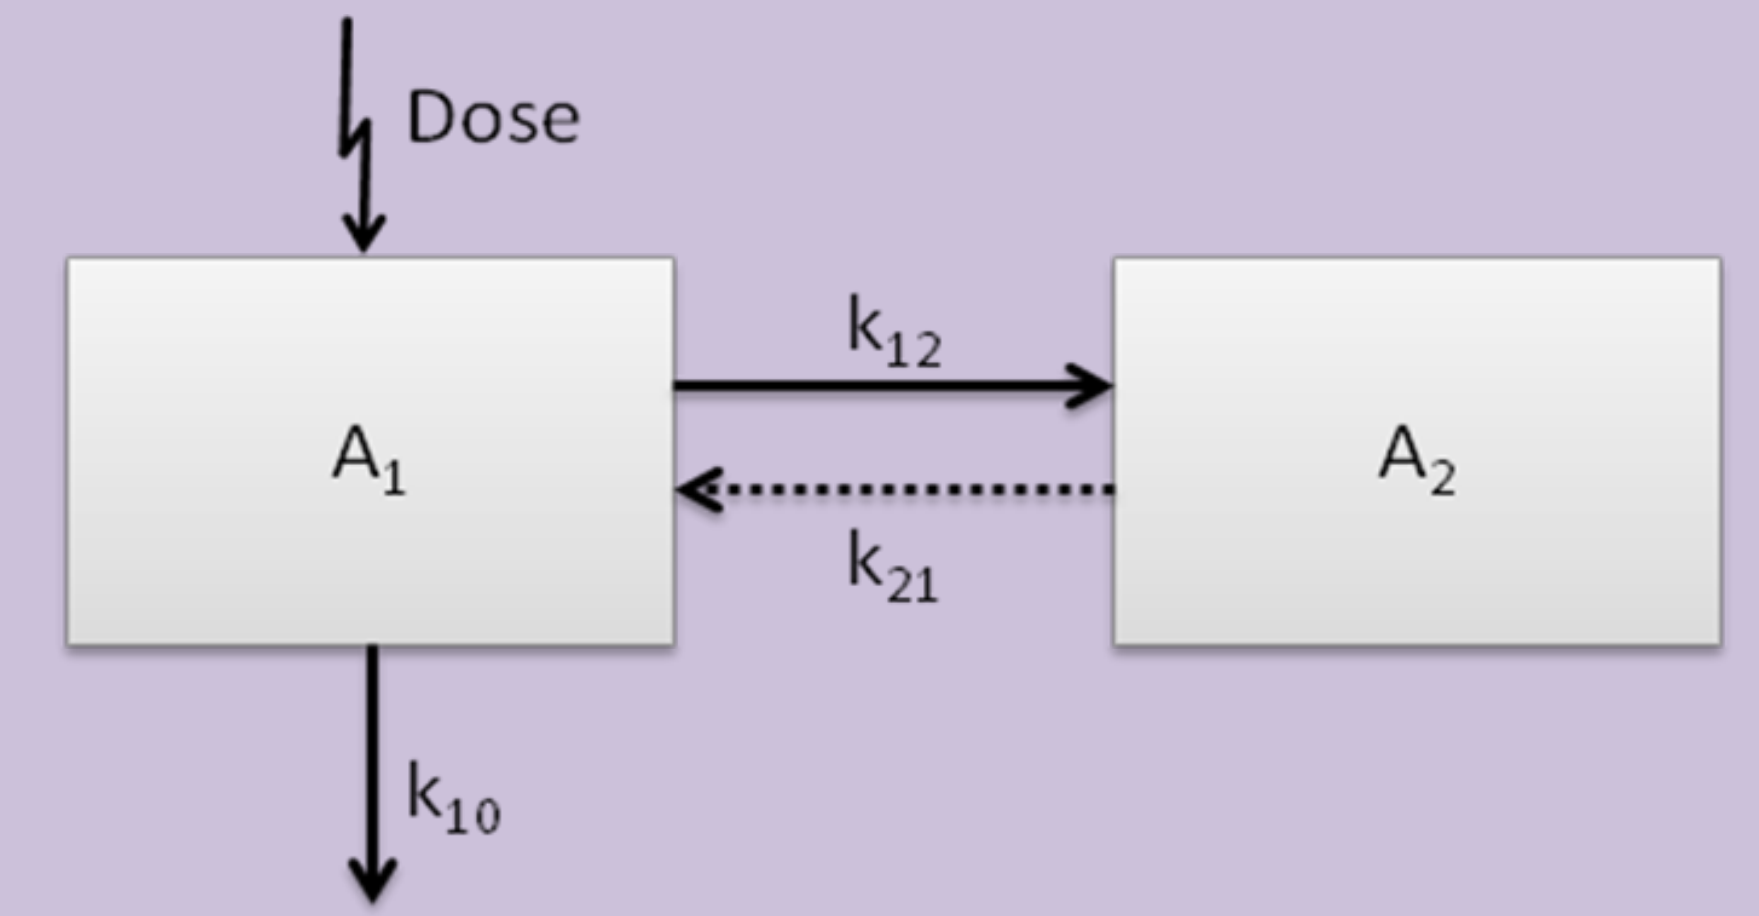 Dose
k₁₂
A₁
A₂
k₂₁
k₁₀